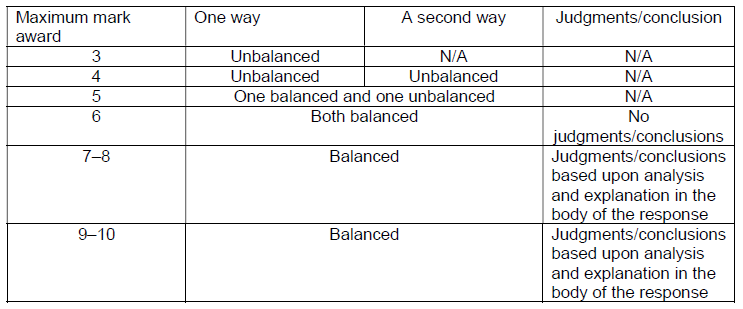 Maximum mark One way A second way Judgments/conclusion
award
3 Unbalanced N/A N/A
4 Unbalanced Unbalanced N/A
5 One balanced and one unbalanced N/A
6 Both balanced No
judgments/conclusions
7–8 Balanced Judgments/conclusions
based upon analysis
and explanation in the
body of the response
9–10 Balanced Judgments/conclusions
based upon analysis
and explanation in the
body of the response